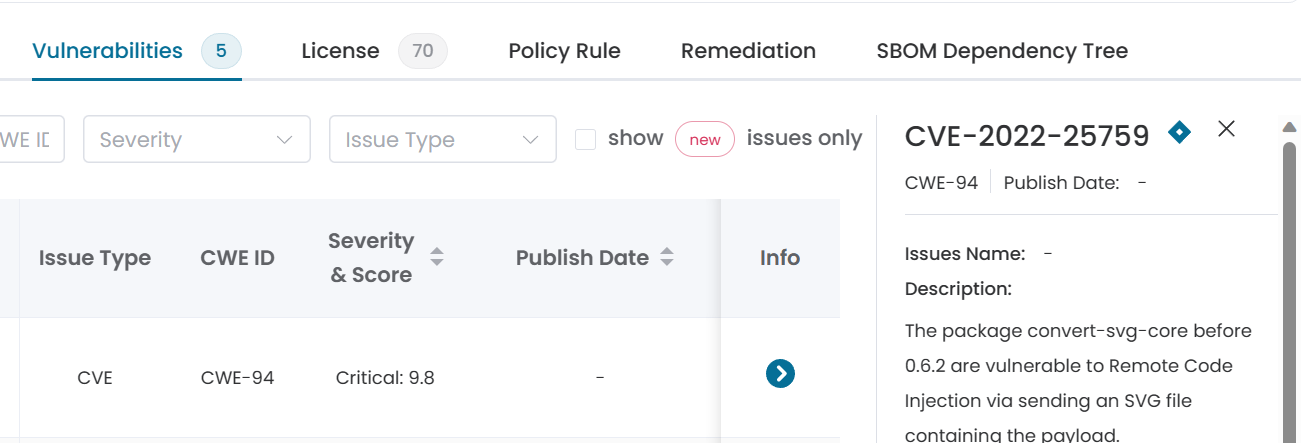 Vulnerabilities 5 License 70 Policy Rule Remediation SBOM Dependency Tree
WE ID Severity Issue Type show new issues only
Issue Type CWE ID Severity & Score Publish Date Info
CVE CWE-94 Critical: 9.8 -
CVE-2022-25759
CWE-94 Publish Date: -
Issues Name: -
Description:
The package convert-svg-core before
0.6.2 are vulnerable to Remote Code
Injection via sending an SVG file
containing the payload.